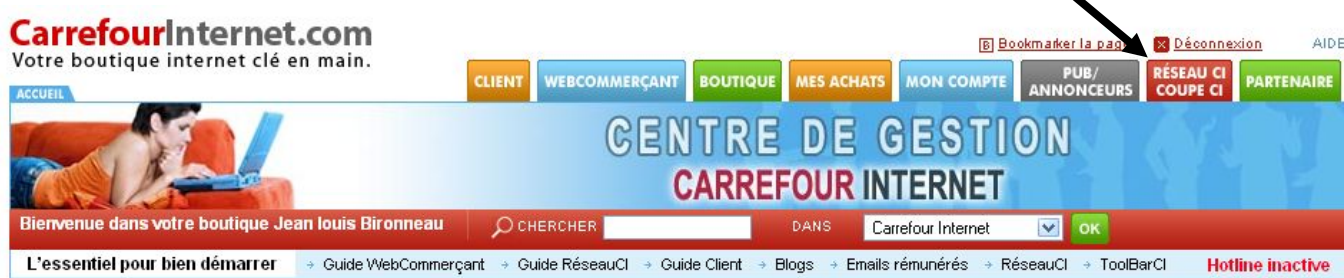 CarrefourInternet.com
Votre boutique internet clé en main.
B Bookmarker la page X Déconnexion AIDE
CLIENT WEBCOMMERÇANT BOUTIQUE MES ACHATS MON COMPTE PUB/ ANNONCEURS RÉSEAU CI COUPE CI PARTENAIRE
ACCUEIL
CENTRE DE GESTION
CARREFOUR INTERNET
Bienvenue dans votre boutique Jean louis Bironneau CHERCHER DANS Carrefour Internet OK
L'essentiel pour bien démarrer → Guide WebCommerçant → Guide RéseauCI → Guide Client → Blogs → Emails rémunérés → RéseauCI → ToolBarCI Hotline inactive